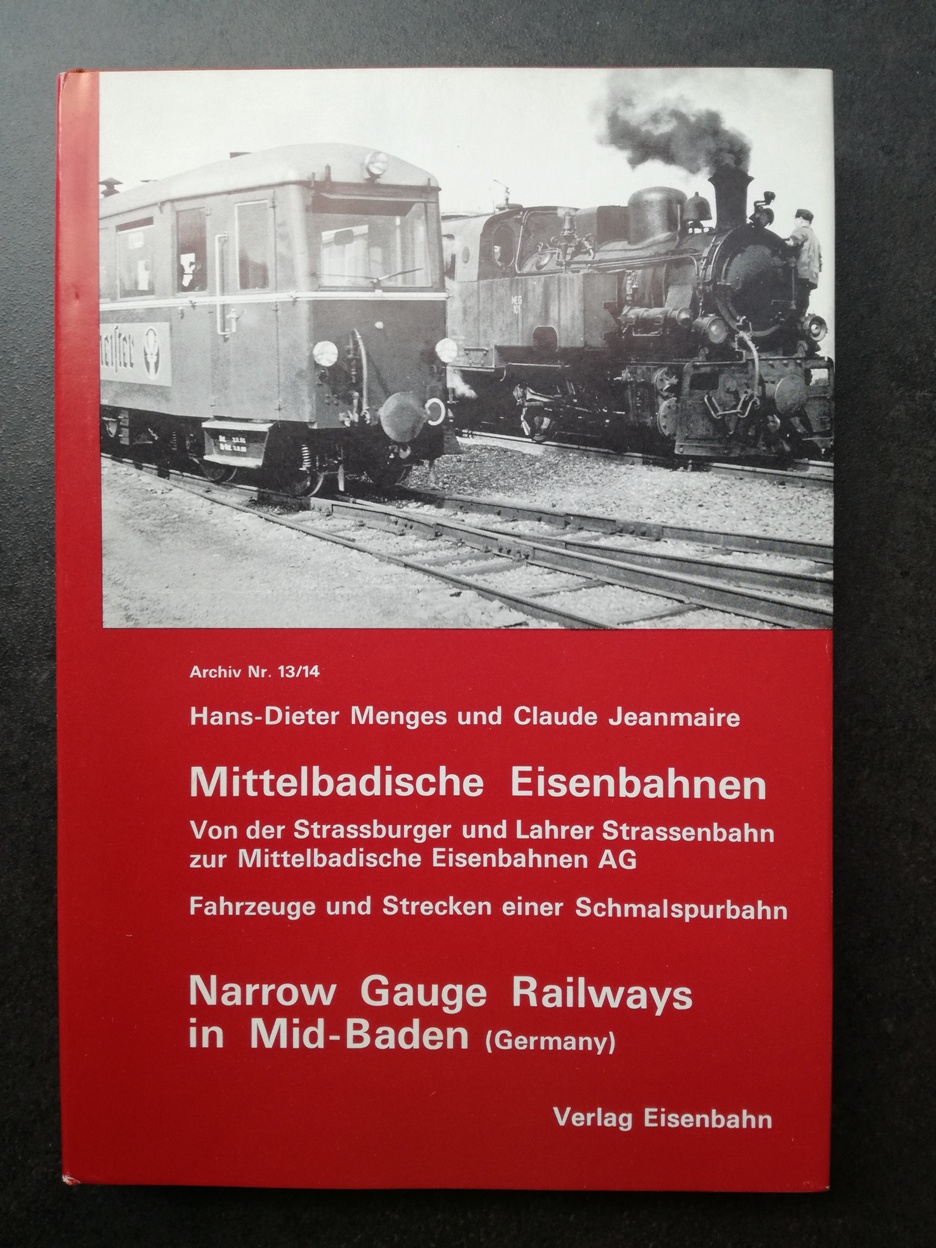 MEG
Archiv Nr. 13/14
Hans-Dieter Menges und Claude Jeanmaire
Mittelbadische Eisenbahnen
Von der Strassburger und Lahrer Strassenbahn
zur Mittelbadische Eisenbahnen AG
Fahrzeuge und Strecken einer Schmalspurbahn
Narrow Gauge Railways
in Mid-Baden (Germany)
Verlag Eisenbahn